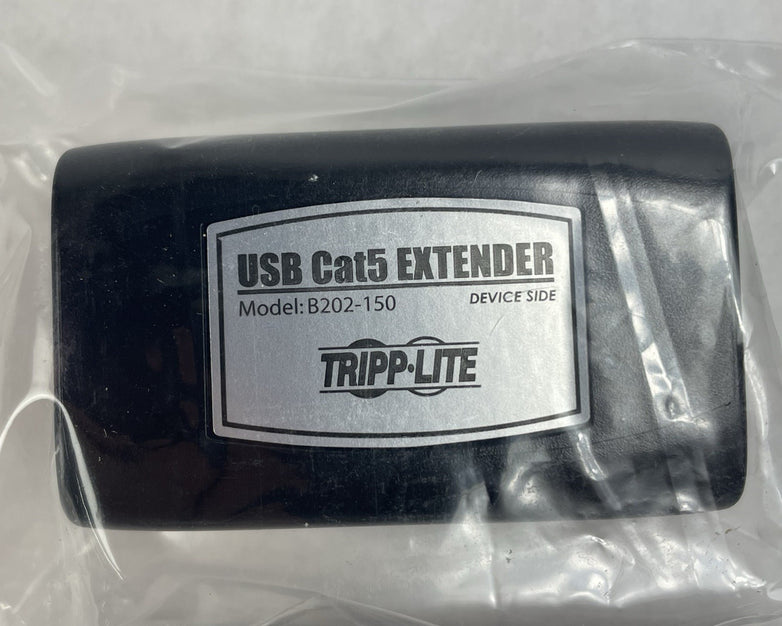 USB Cat5 EXTENDER
Model: B202-150
DEVICE SIDE
TRIPP·LITE